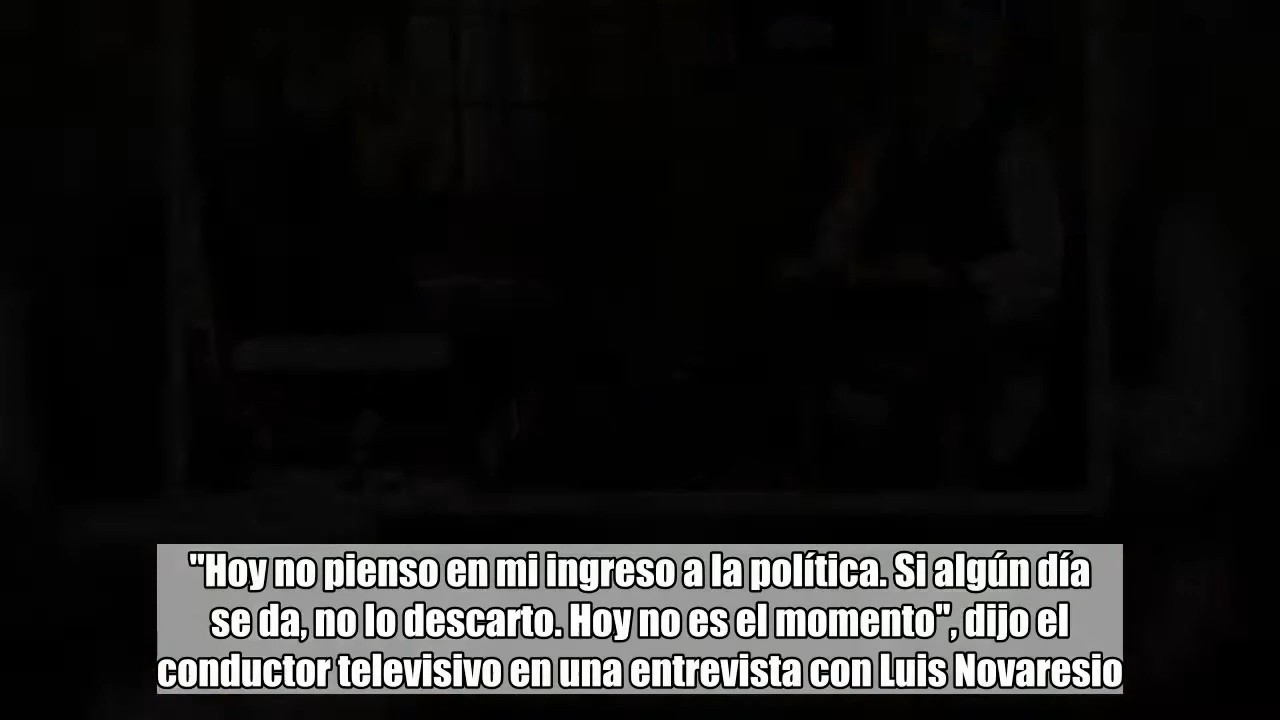 "Hoy no pienso en mi ingreso a la política. Si algún día
se da, no lo descarto. Hoy no es el momento", dijo el
conductor televisivo en una entrevista con Luis Novaresio